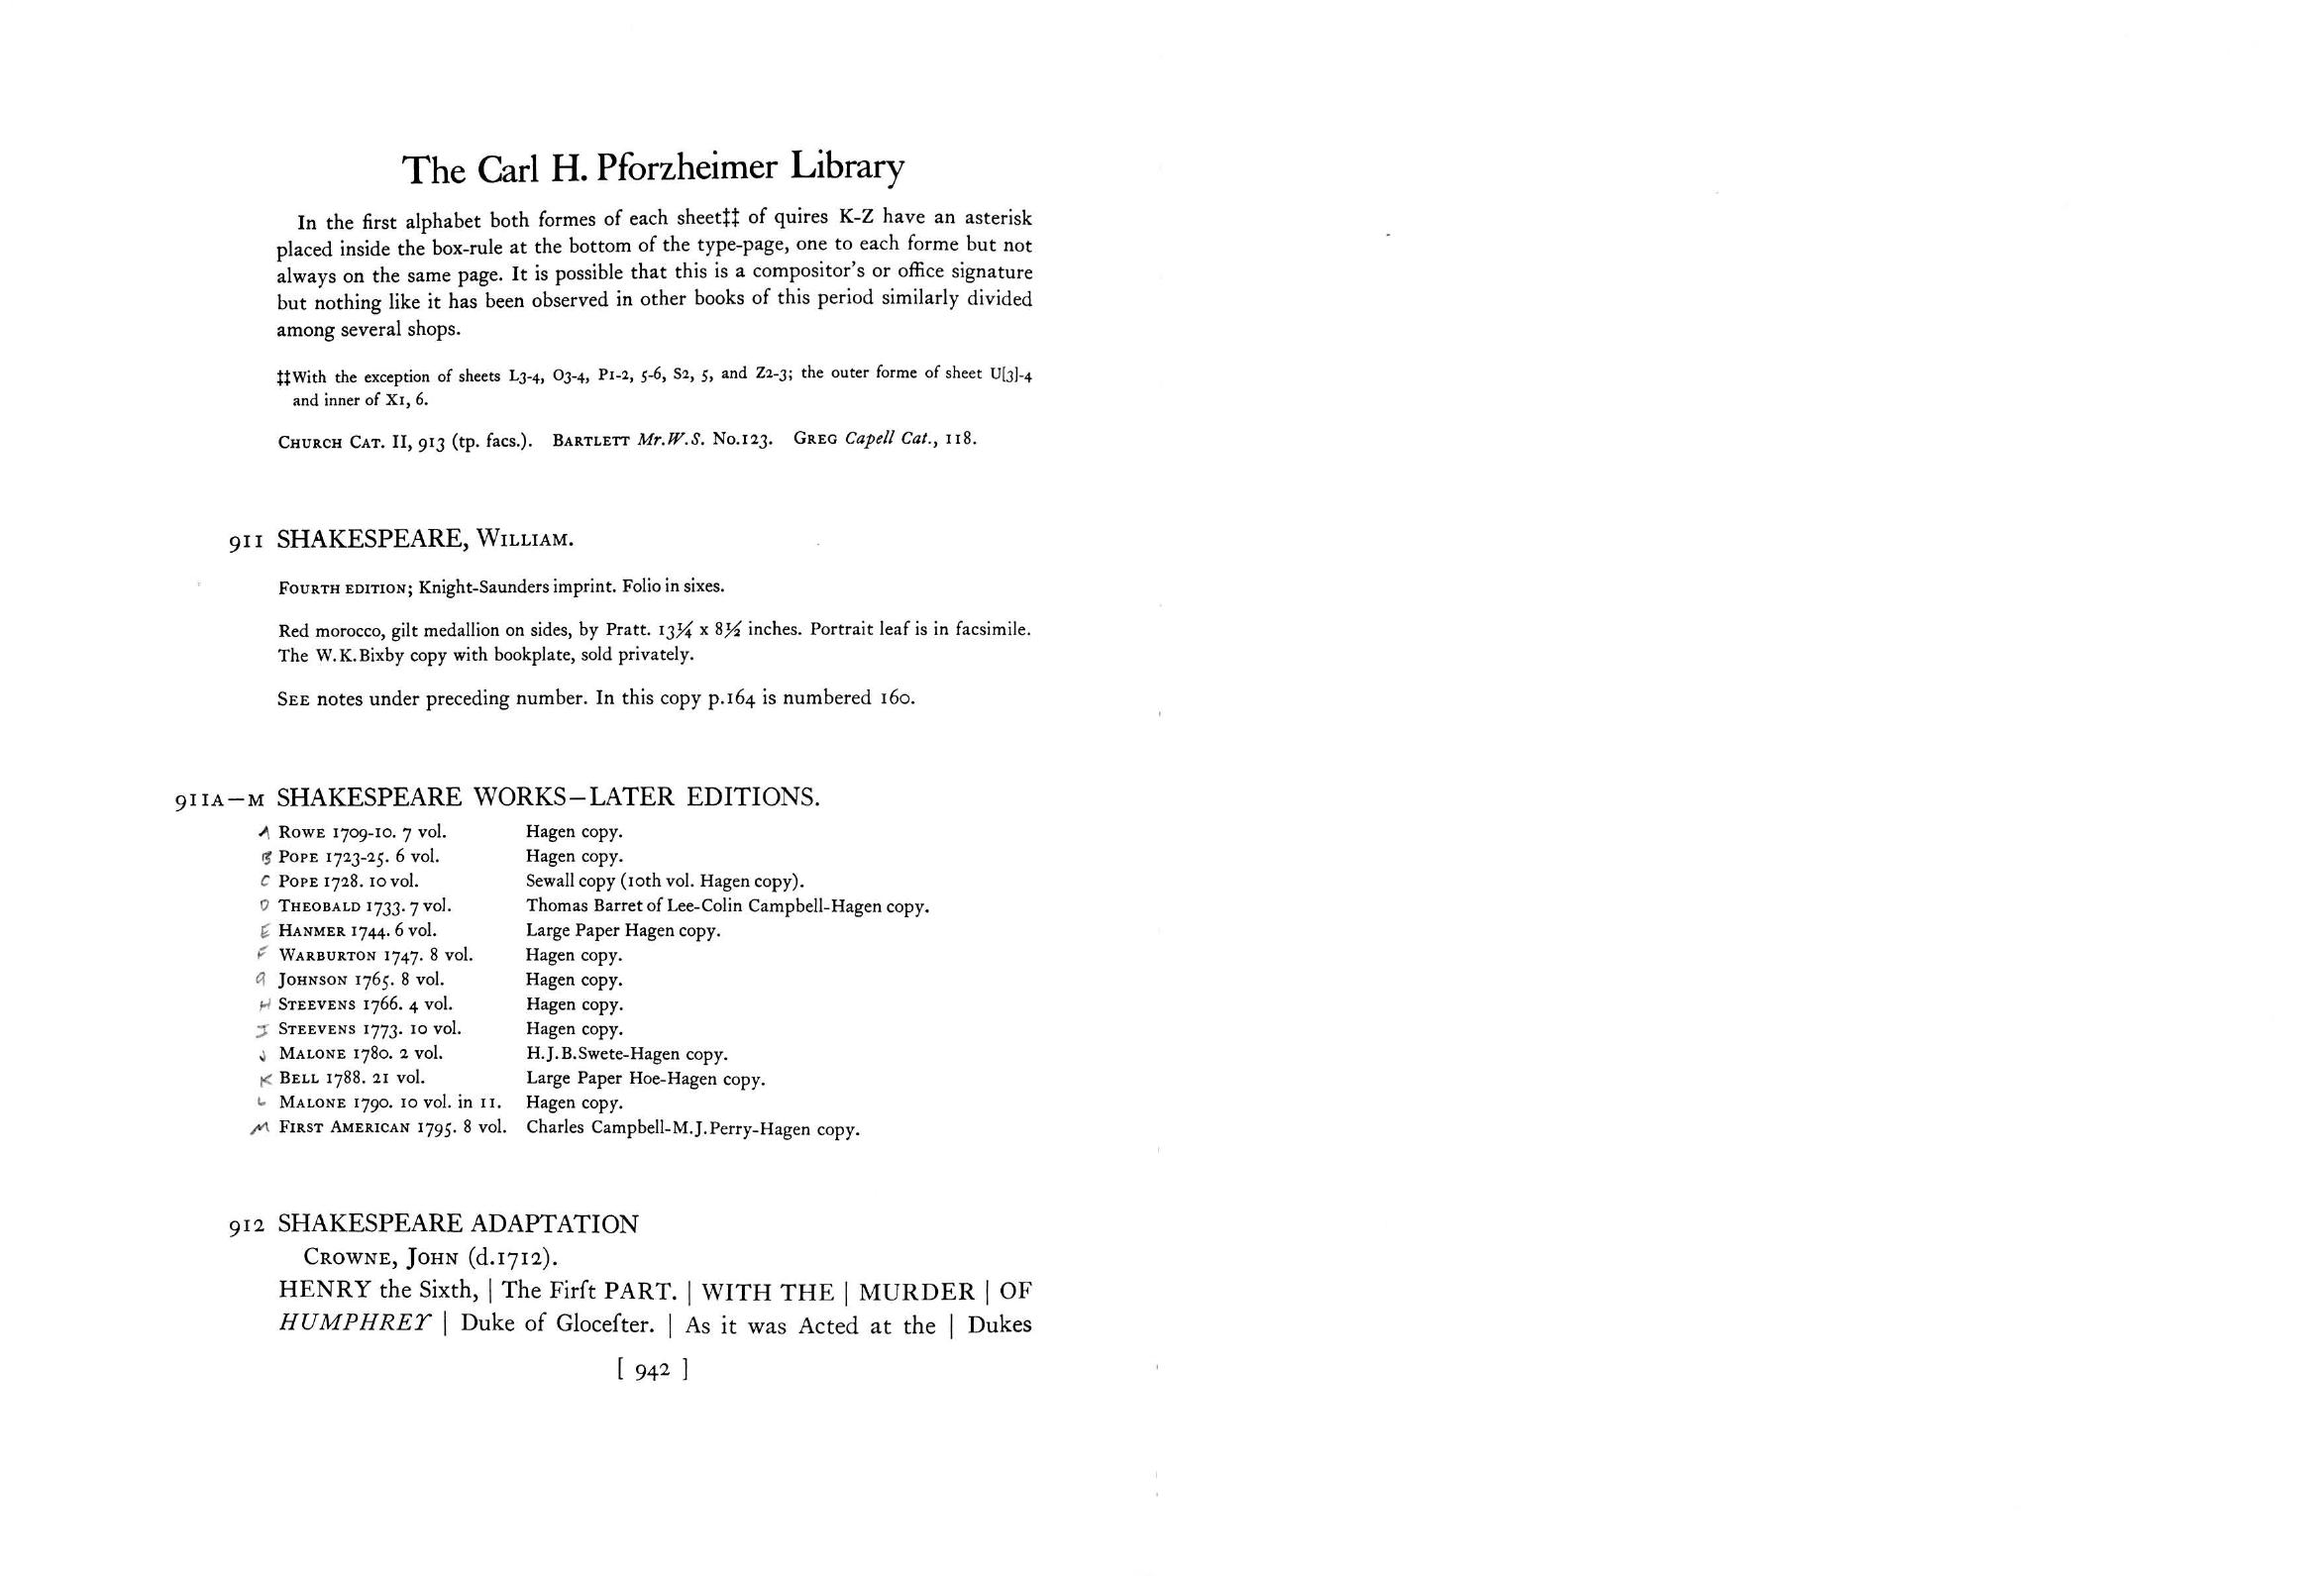 The Carl H. Pforzheimer Library
In the first alphabet both formes of each sheet‡‡ of quires K-Z have an asterisk
placed inside the box-rule at the bottom of the type-page, one to each forme but not
always on the same page. It is possible that this is a compositor's or office signature
but nothing like it has been observed in other books of this period similarly divided
among several shops.
‡‡With the exception of sheets L3-4, O3-4, P1-2, 5-6, S2, 5, and Z2-3; the outer forme of sheet U[3]-4
and inner of X1, 6.
CHURCH CAT. II, 913 (tp. facs.). BARTLETT Mr.W.S. No.123. GREG Capell Cat., 118.
911 SHAKESPEARE, WILLIAM.
FOURTH EDITION; Knight-Saunders imprint. Folio in sixes.
Red morocco, gilt medallion on sides, by Pratt. 13¼ x 8½ inches. Portrait leaf is in facsimile.
The W.K.Bixby copy with bookplate, sold privately.
SEE notes under preceding number. In this copy p.164 is numbered 160.
911A–M SHAKESPEARE WORKS–LATER EDITIONS.
A ROWE 1709-10. 7 vol. Hagen copy.
B POPE 1723-25. 6 vol. Hagen copy.
C POPE 1728. 10 vol. Sewall copy (10th vol. Hagen copy).
D THEOBALD 1733. 7 vol. Thomas Barret of Lee-Colin Campbell-Hagen copy.
E HANMER 1744. 6 vol. Large Paper Hagen copy.
F WARBURTON 1747. 8 vol. Hagen copy.
G JOHNSON 1765. 8 vol. Hagen copy.
H STEEVENS 1766. 4 vol. Hagen copy.
I STEEVENS 1773. 10 vol. Hagen copy.
J MALONE 1780. 2 vol. H.J.B.Swete-Hagen copy.
K BELL 1788. 21 vol. Large Paper Hoe-Hagen copy.
L MALONE 1790. 10 vol. in 11. Hagen copy.
M FIRST AMERICAN 1795. 8 vol. Charles Campbell-M.J.Perry-Hagen copy.
912 SHAKESPEARE ADAPTATION
CROWNE, JOHN (d.1712).
HENRY the Sixth, | The Firſt PART. | WITH THE | MURDER | OF
HUMPHREY | Duke of Gloceſter. | As it was Acted at the | Dukes
[ 942 ]